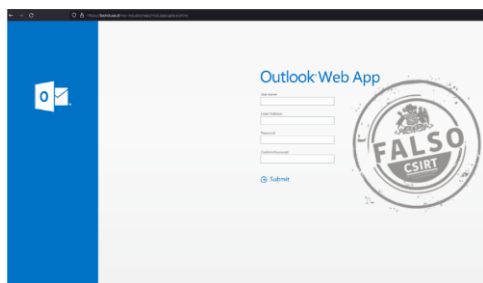 Outlook Web App
User name:
Email Address:
Password:
Confirm Password:
Submit
FALSO
CSIRT